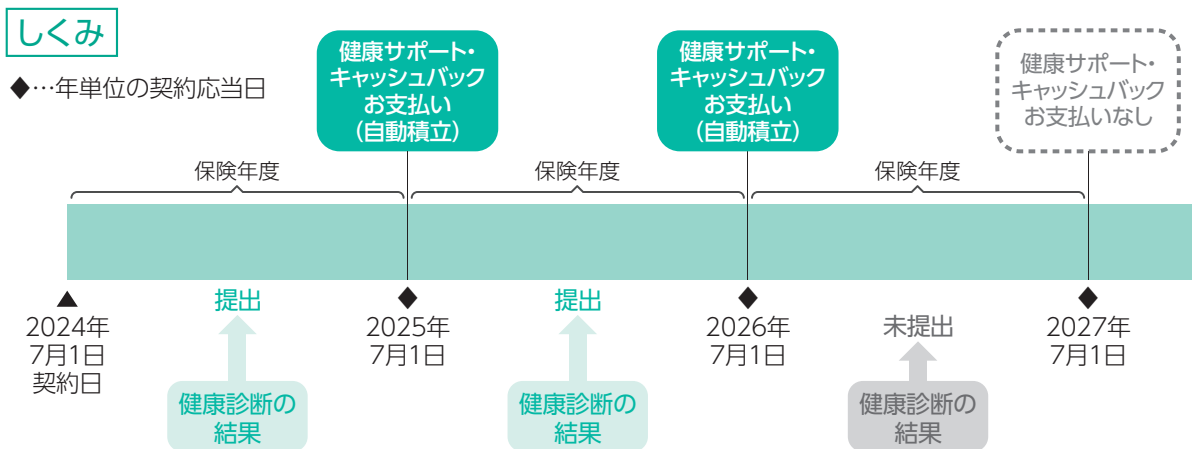 しくみ
◆…年単位の契約応当日
健康サポート・
キャッシュバック
お支払い
（自動積立）
健康サポート・
キャッシュバック
お支払い
（自動積立）
健康サポート・
キャッシュバック
お支払いなし
保険年度
保険年度
保険年度
2024年
7月1日
契約日
提出
健康診断の
結果
2025年
7月1日
提出
健康診断の
結果
2026年
7月1日
未提出
健康診断の
結果
2027年
7月1日